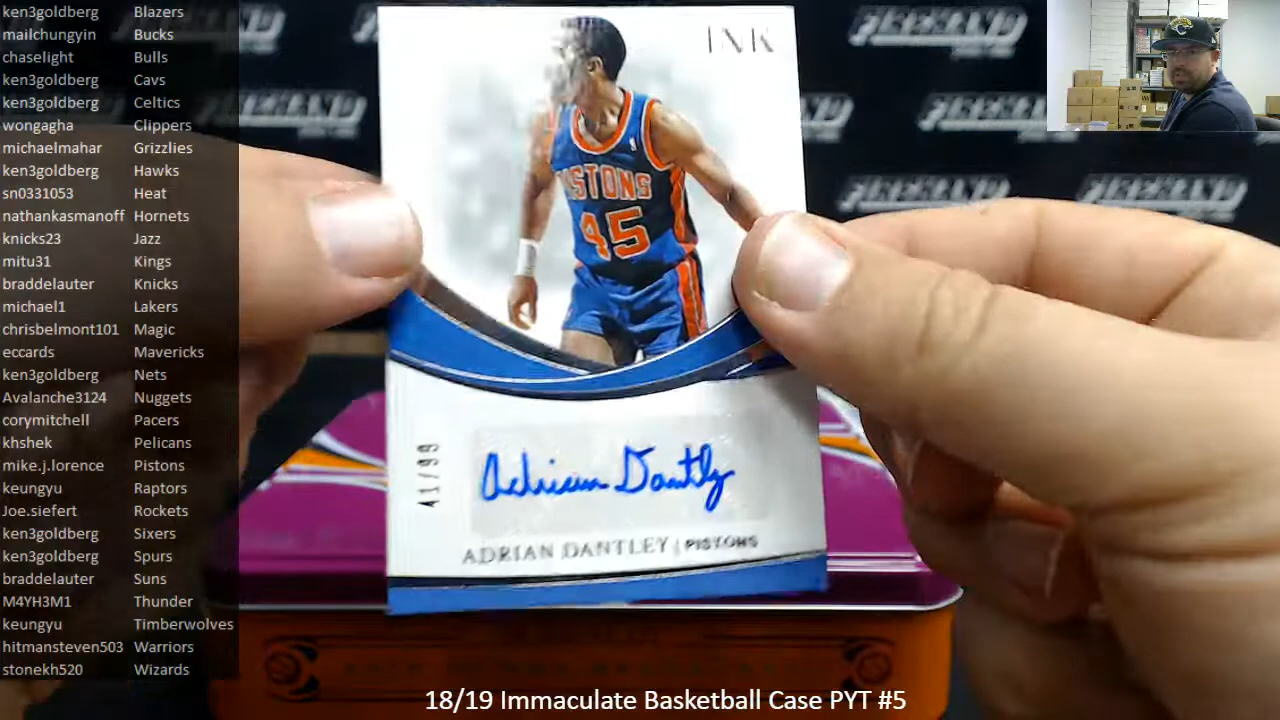 ken3goldberg Blazers
mailchungyin Bucks
chaselight Bulls
ken3goldberg Cavs
ken3goldberg Celtics
wongagha Clippers
michaelmahar Grizzlies
ken3goldberg Hawks
sn0331053 Heat
nathankasmanoff Hornets
knicks23 Jazz
mitu31 Kings
braddelauter Knicks
michael1 Lakers
chrisbelmont101 Magic
eccards Mavericks
ken3goldberg Nets
Avalanche3124 Nuggets
corymitchell Pacers
khshek Pelicans
mike.j.lorence Pistons
keungyu Raptors
Joe.siefert Rockets
ken3goldberg Sixers
ken3goldberg Spurs
braddelauter Suns
M4YH3M1 Thunder
keungyu Timberwolves
hitmansteven503 Warriors
stonekh520 Wizards
INK
PISTONS
45
41/99
Adrian Dantley
ADRIAN DANTLEY | PISTONS
18/19 Immaculate Basketball Case PYT #5